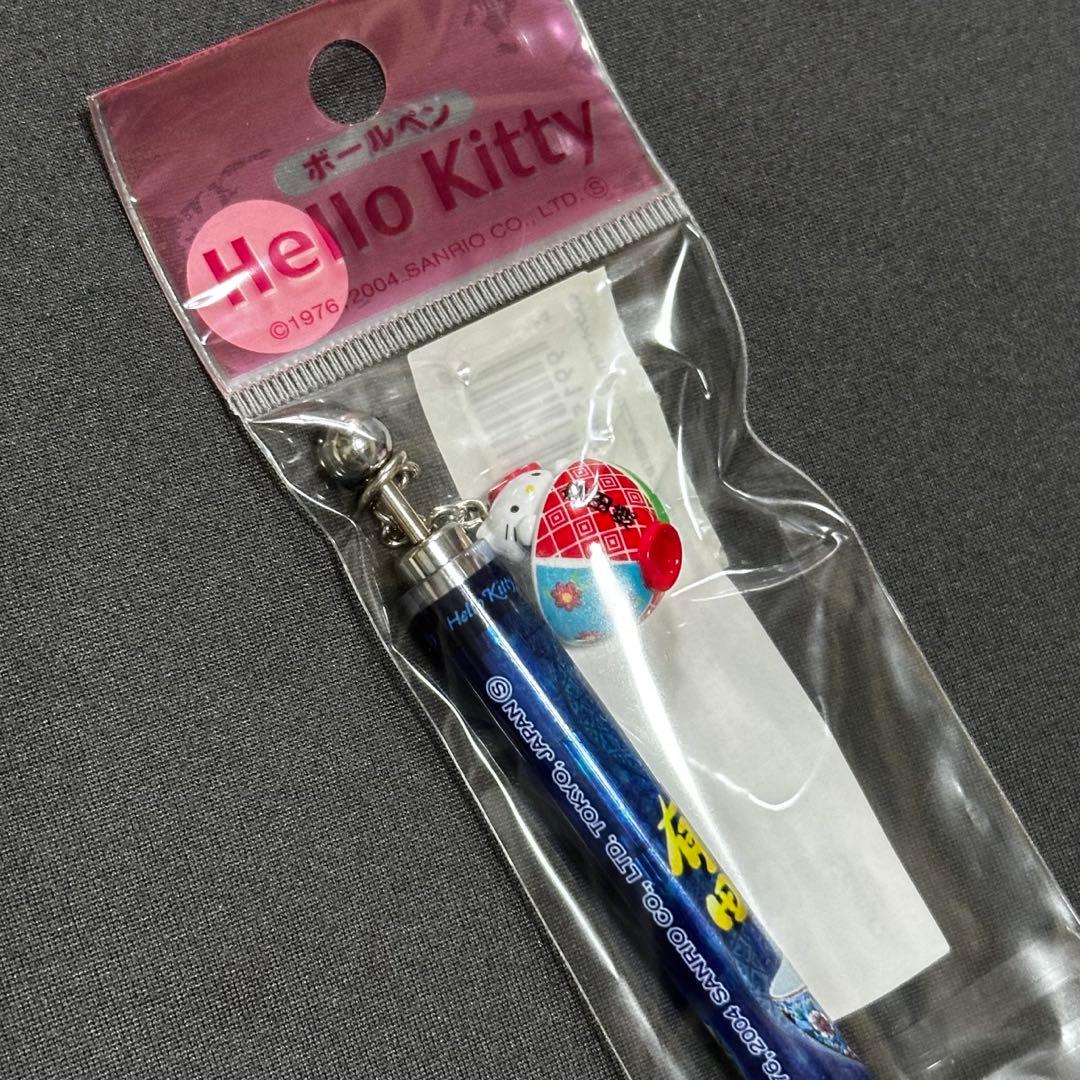 ボールペン
Hello Kitty
©1976, 2004 SANRIO CO., LTD. Ⓢ
Hello Kitty
76, 2004 SANRIO CO., LTD. TOKYO, JAPAN Ⓢ